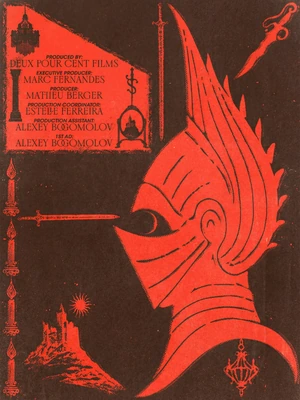 PRODUCED BY:
DEUX POUR CENT FILMS
EXECUTIVE PRODUCER:
MARC FERNANDES
PRODUCER:
MATHIEU BERGER
PRODUCTION COORDINATOR:
ESTELLE FERREIRA
PRODUCTION ASSISTANT:
ALEXEY BOGOMOLOV
1ST AD:
ALEXEY BOGOMOLOV